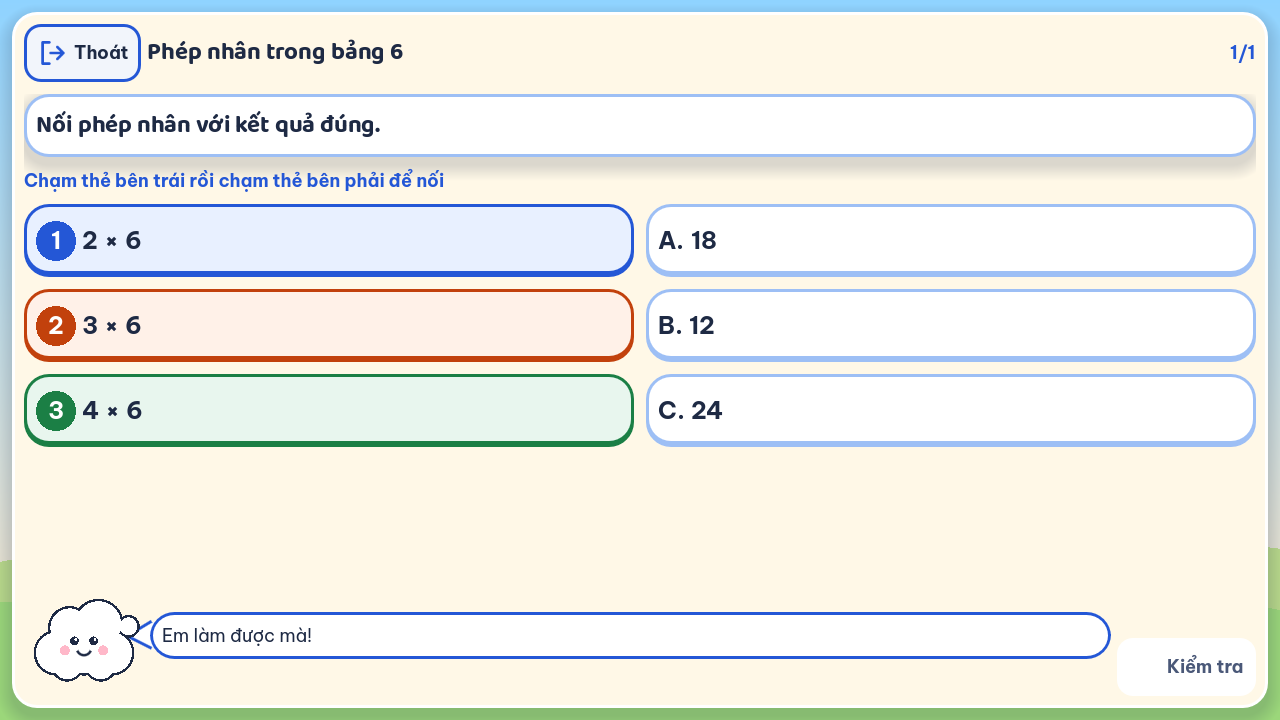 Thoát
Phép nhân trong bảng 6
1/1
Nối phép nhân với kết quả đúng.
Chạm thẻ bên trái rồi chạm thẻ bên phải để nối
1 2 × 6
A. 18
2 3 × 6
B. 12
3 4 × 6
C. 24
Em làm được mà!
Kiểm tra